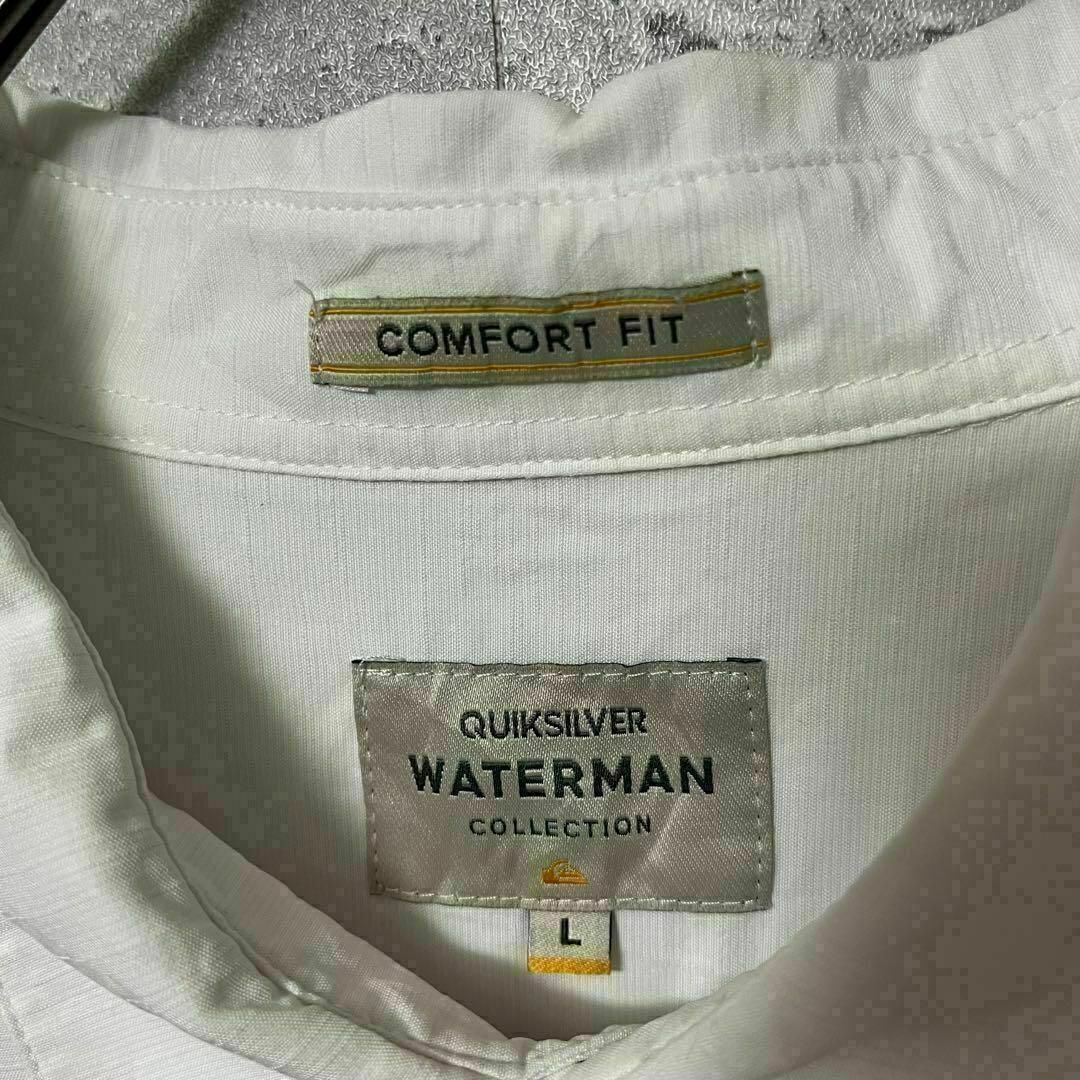 COMFORT FIT
QUIKSILVER
WATERMAN
COLLECTION
L